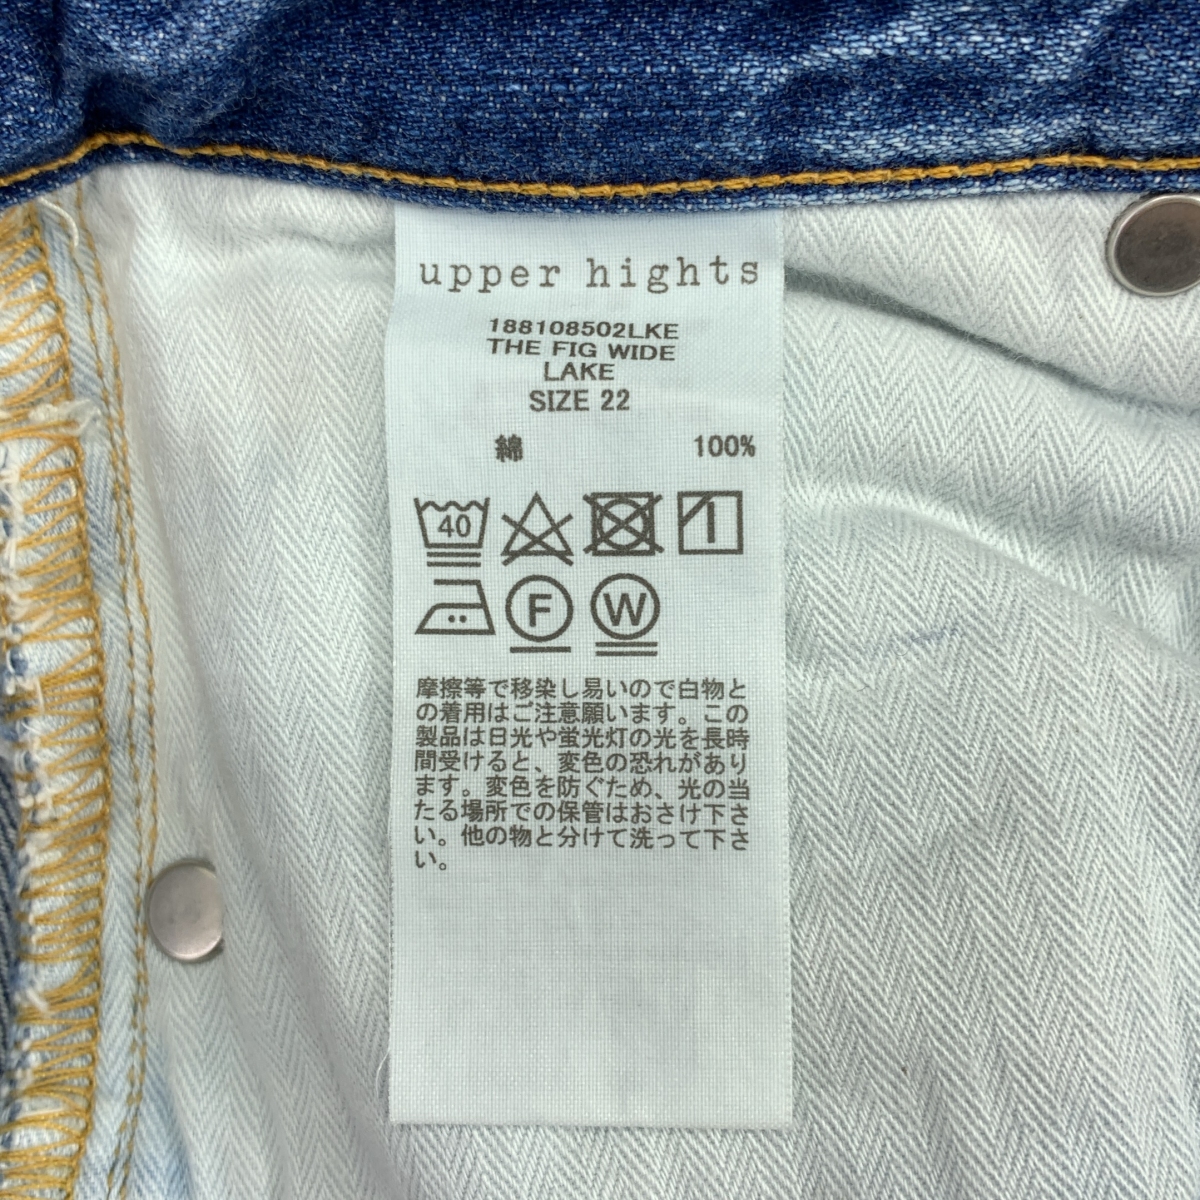 upper hights
188108502LKE
THE FIG WIDE
LAKE
SIZE 22
綿 100%
40
F W
摩擦等で移染し易いので白物と
の着用はご注意願います。この
製品は日光や蛍光灯の光を長時
間受けると、変色の恐れがあり
ます。変色を防ぐため、光の当
たる場所での保管はおさけ下さ
い。他の物と分けて洗って下さ
い。